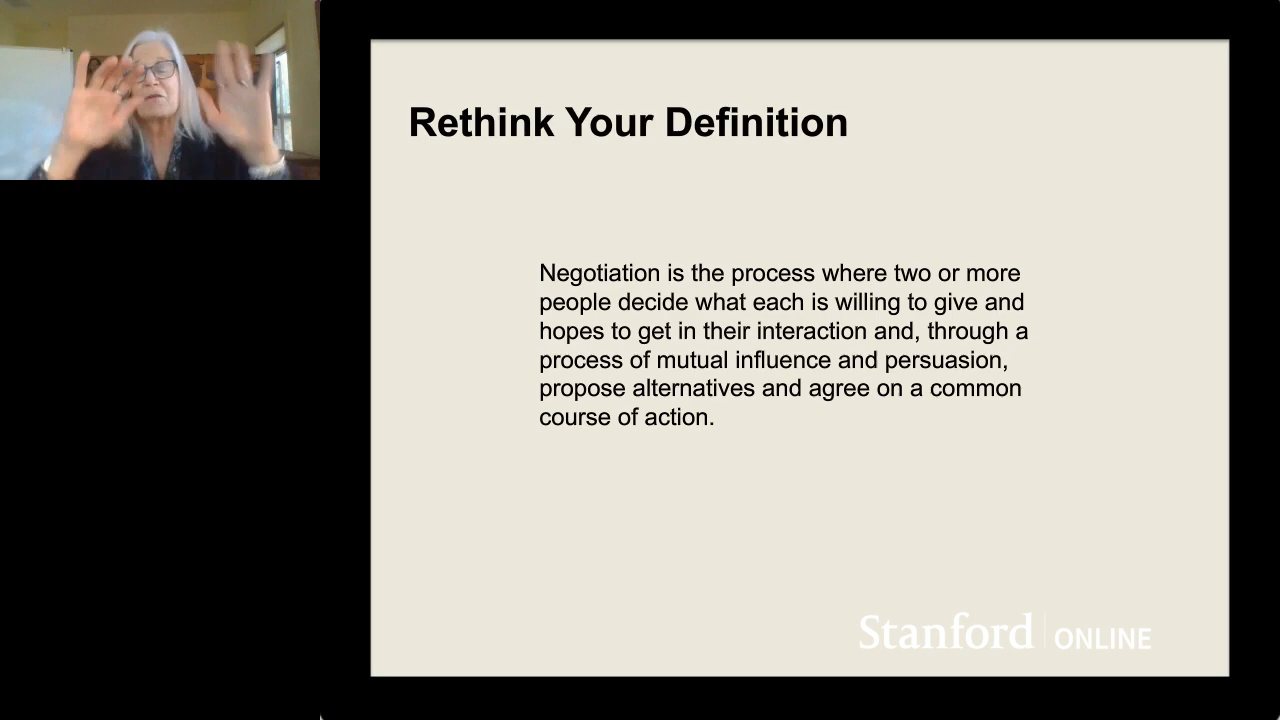 Rethink Your Definition
Negotiation is the process where two or more
people decide what each is willing to give and
hopes to get in their interaction and, through a
process of mutual influence and persuasion,
propose alternatives and agree on a common
course of action.
Stanford ONLINE